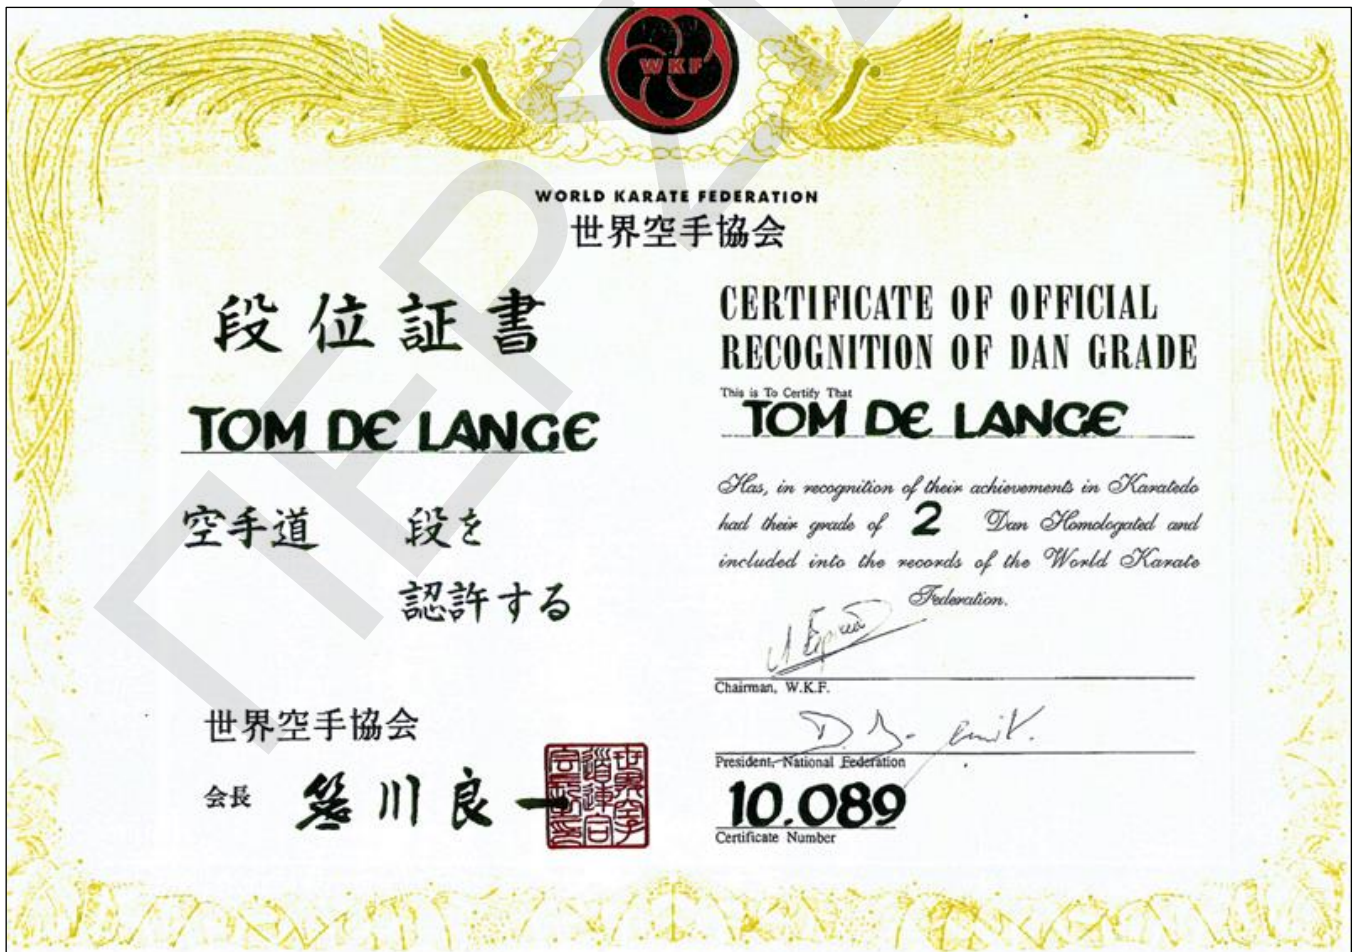 WKF
WORLD KARATE FEDERATION
世界空手協会
段位証書
TOM DE LANGE
空手道 段を
認許する
世界空手協会
会長 笹川良一
CERTIFICATE OF OFFICIAL
RECOGNITION OF DAN GRADE
This is To Certify That
TOM DE LANGE
Has, in recognition of their achievements in Karatedo
had their grade of 2 Dan Homologated and
included into the records of the World Karate
Federation.
Chairman, W.K.F.
President, National Federation
10.089
Certificate Number